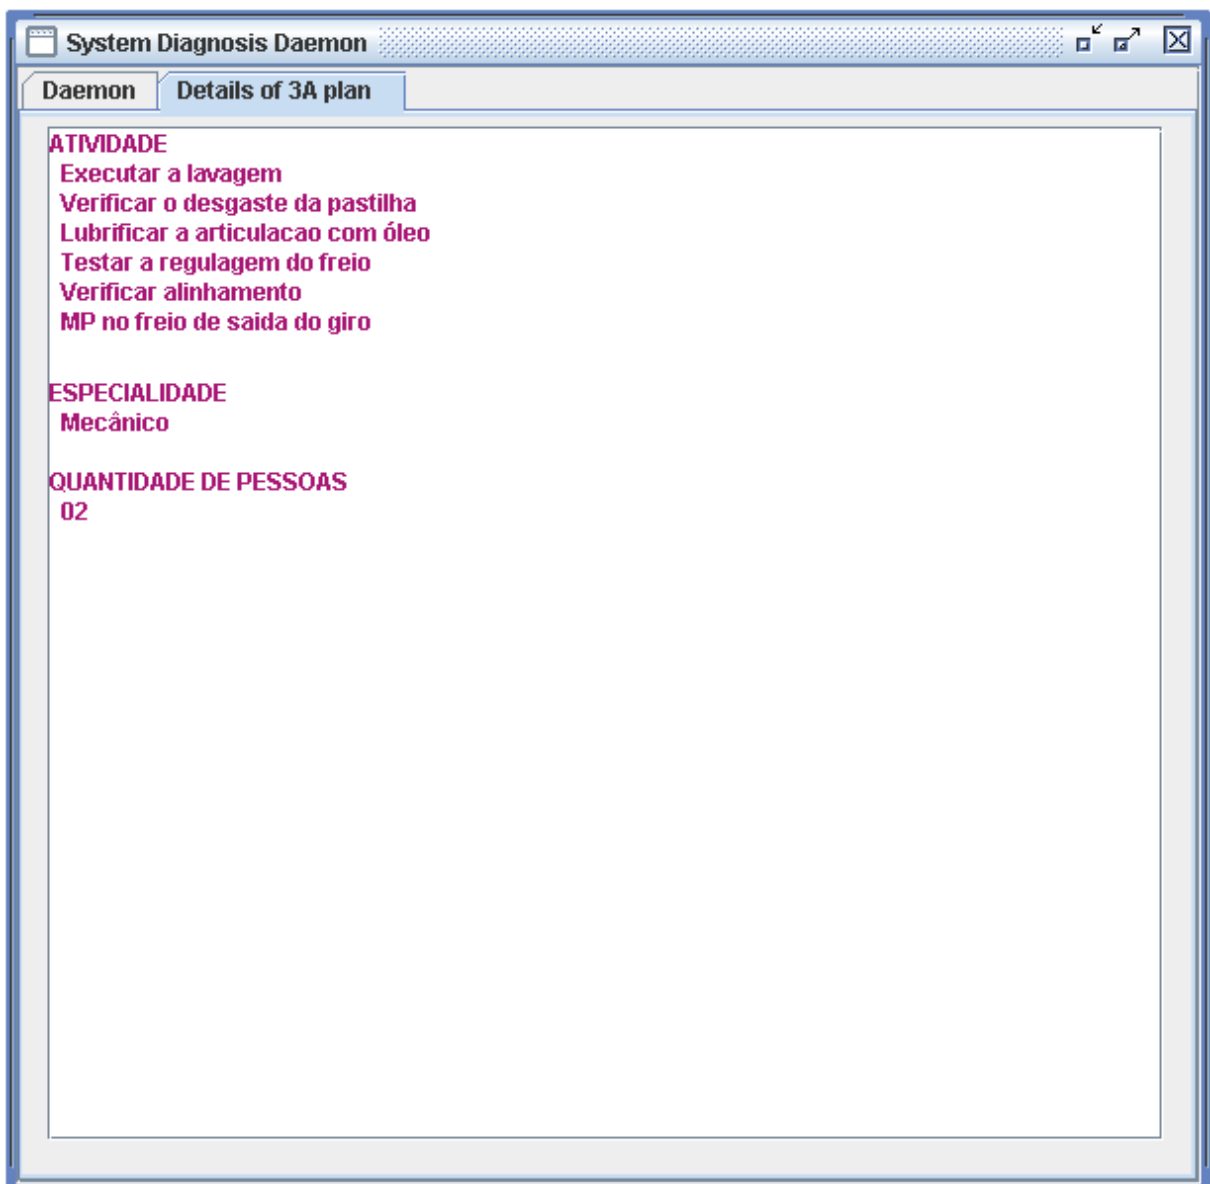 System Diagnosis Daemon
Daemon
Details of 3A plan
ATIVIDADE
Executar a lavagem
Verificar o desgaste da pastilha
Lubrificar a articulacao com óleo
Testar a regulagem do freio
Verificar alinhamento
MP no freio de saida do giro
ESPECIALIDADE
Mecânico
QUANTIDADE DE PESSOAS
02